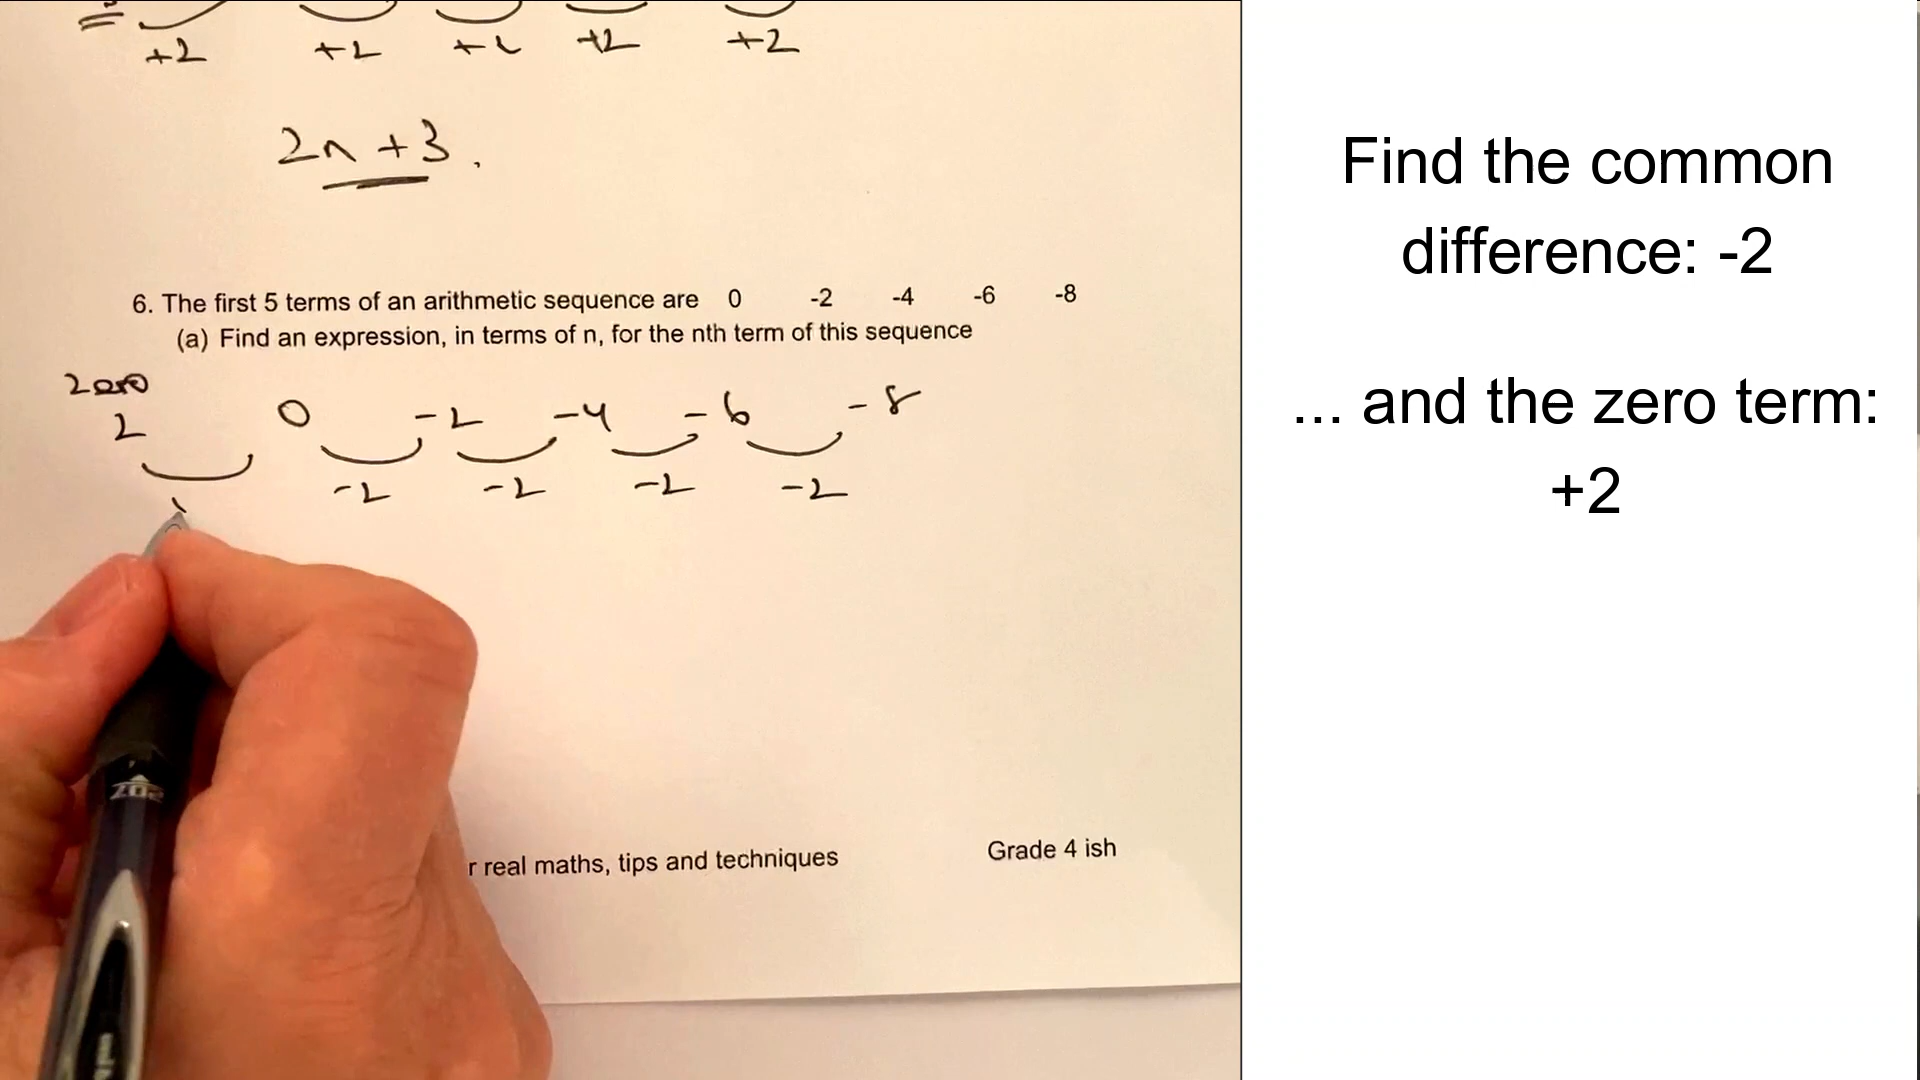 +2 +2 +2 +2 +2
2n + 3.
6. The first 5 terms of an arithmetic sequence are 0 -2 -4 -6 -8
(a) Find an expression, in terms of n, for the nth term of this sequence
zero
2 0 -2 -4 -6 -8
-2 -2 -2 -2
r real maths, tips and techniques Grade 4 ish
Find the common
difference: -2
... and the zero term:
+2